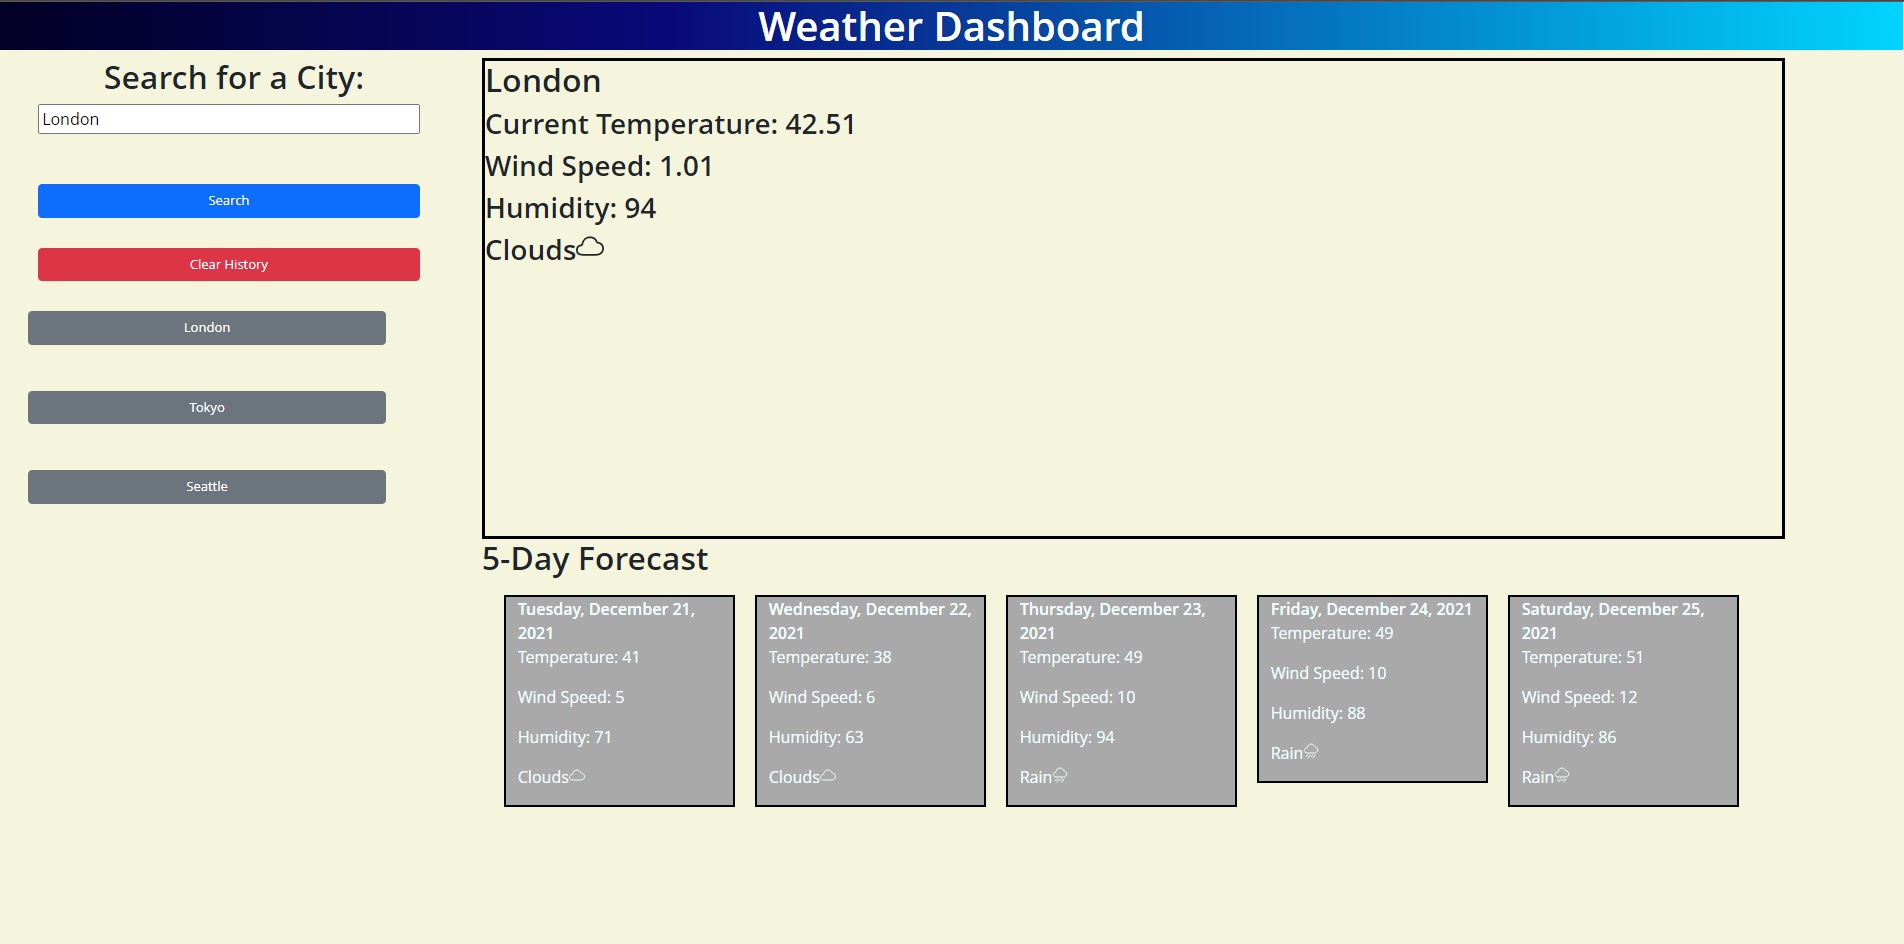 Weather Dashboard
Search for a City:
London
Search
Clear History
London
Tokyo
Seattle
London
Current Temperature: 42.51
Wind Speed: 1.01
Humidity: 94
Clouds
5-Day Forecast
Tuesday, December 21,
2021
Temperature: 41
Wind Speed: 5
Humidity: 71
Clouds
Wednesday, December 22,
2021
Temperature: 38
Wind Speed: 6
Humidity: 63
Clouds
Thursday, December 23,
2021
Temperature: 49
Wind Speed: 10
Humidity: 94
Rain
Friday, December 24, 2021
Temperature: 49
Wind Speed: 10
Humidity: 88
Rain
Saturday, December 25,
2021
Temperature: 51
Wind Speed: 12
Humidity: 86
Rain